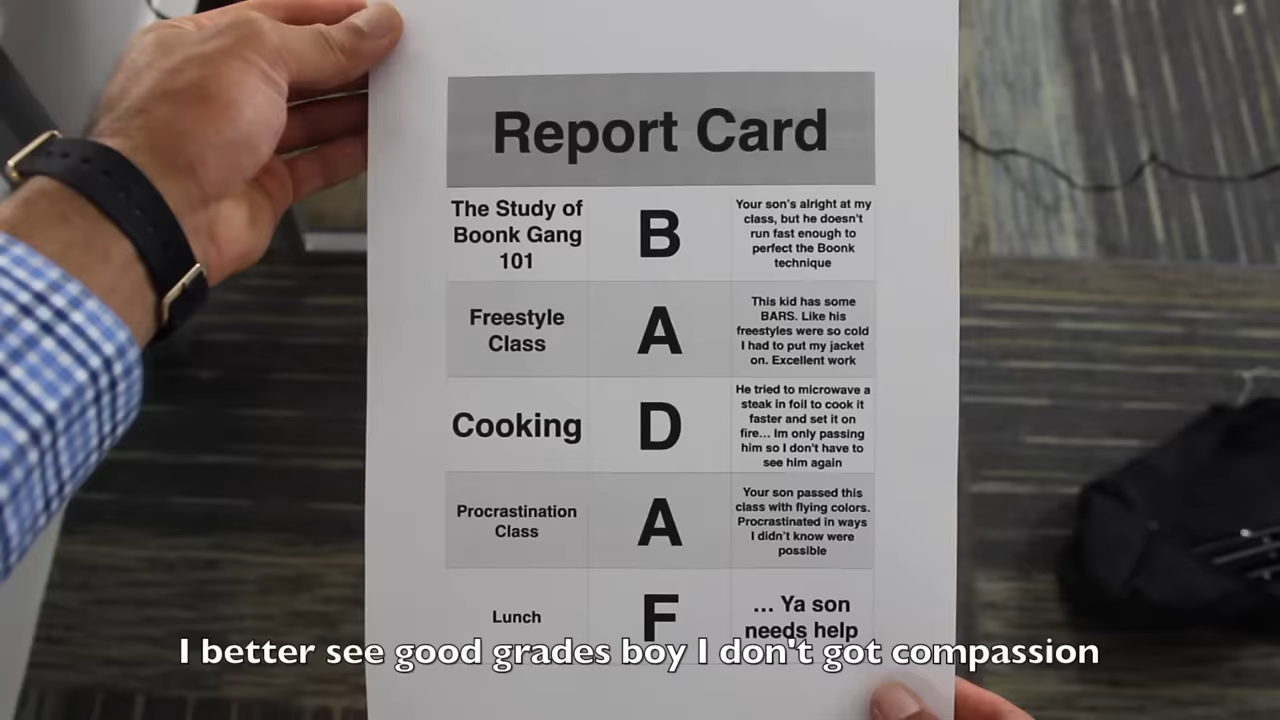 Report Card
The Study of
Boonk Gang
101
B
Your son's alright at my
class, but he doesn't
run fast enough to
perfect the Boonk
technique
Freestyle
Class
A
This kid has some
BARS. Like his
freestyles were so cold
I had to put my jacket
on. Excellent work
Cooking
D
He tried to microwave a
steak in foil to cook it
faster and set it on
fire... Im only passing
him so I don't have to
see him again
Procrastination
Class
A
Your son passed this
class with flying colors.
Procrastinated in ways
I didn't know were
possible
Lunch
F
... Ya son
needs help
I better see good grades boy I don't got compassion